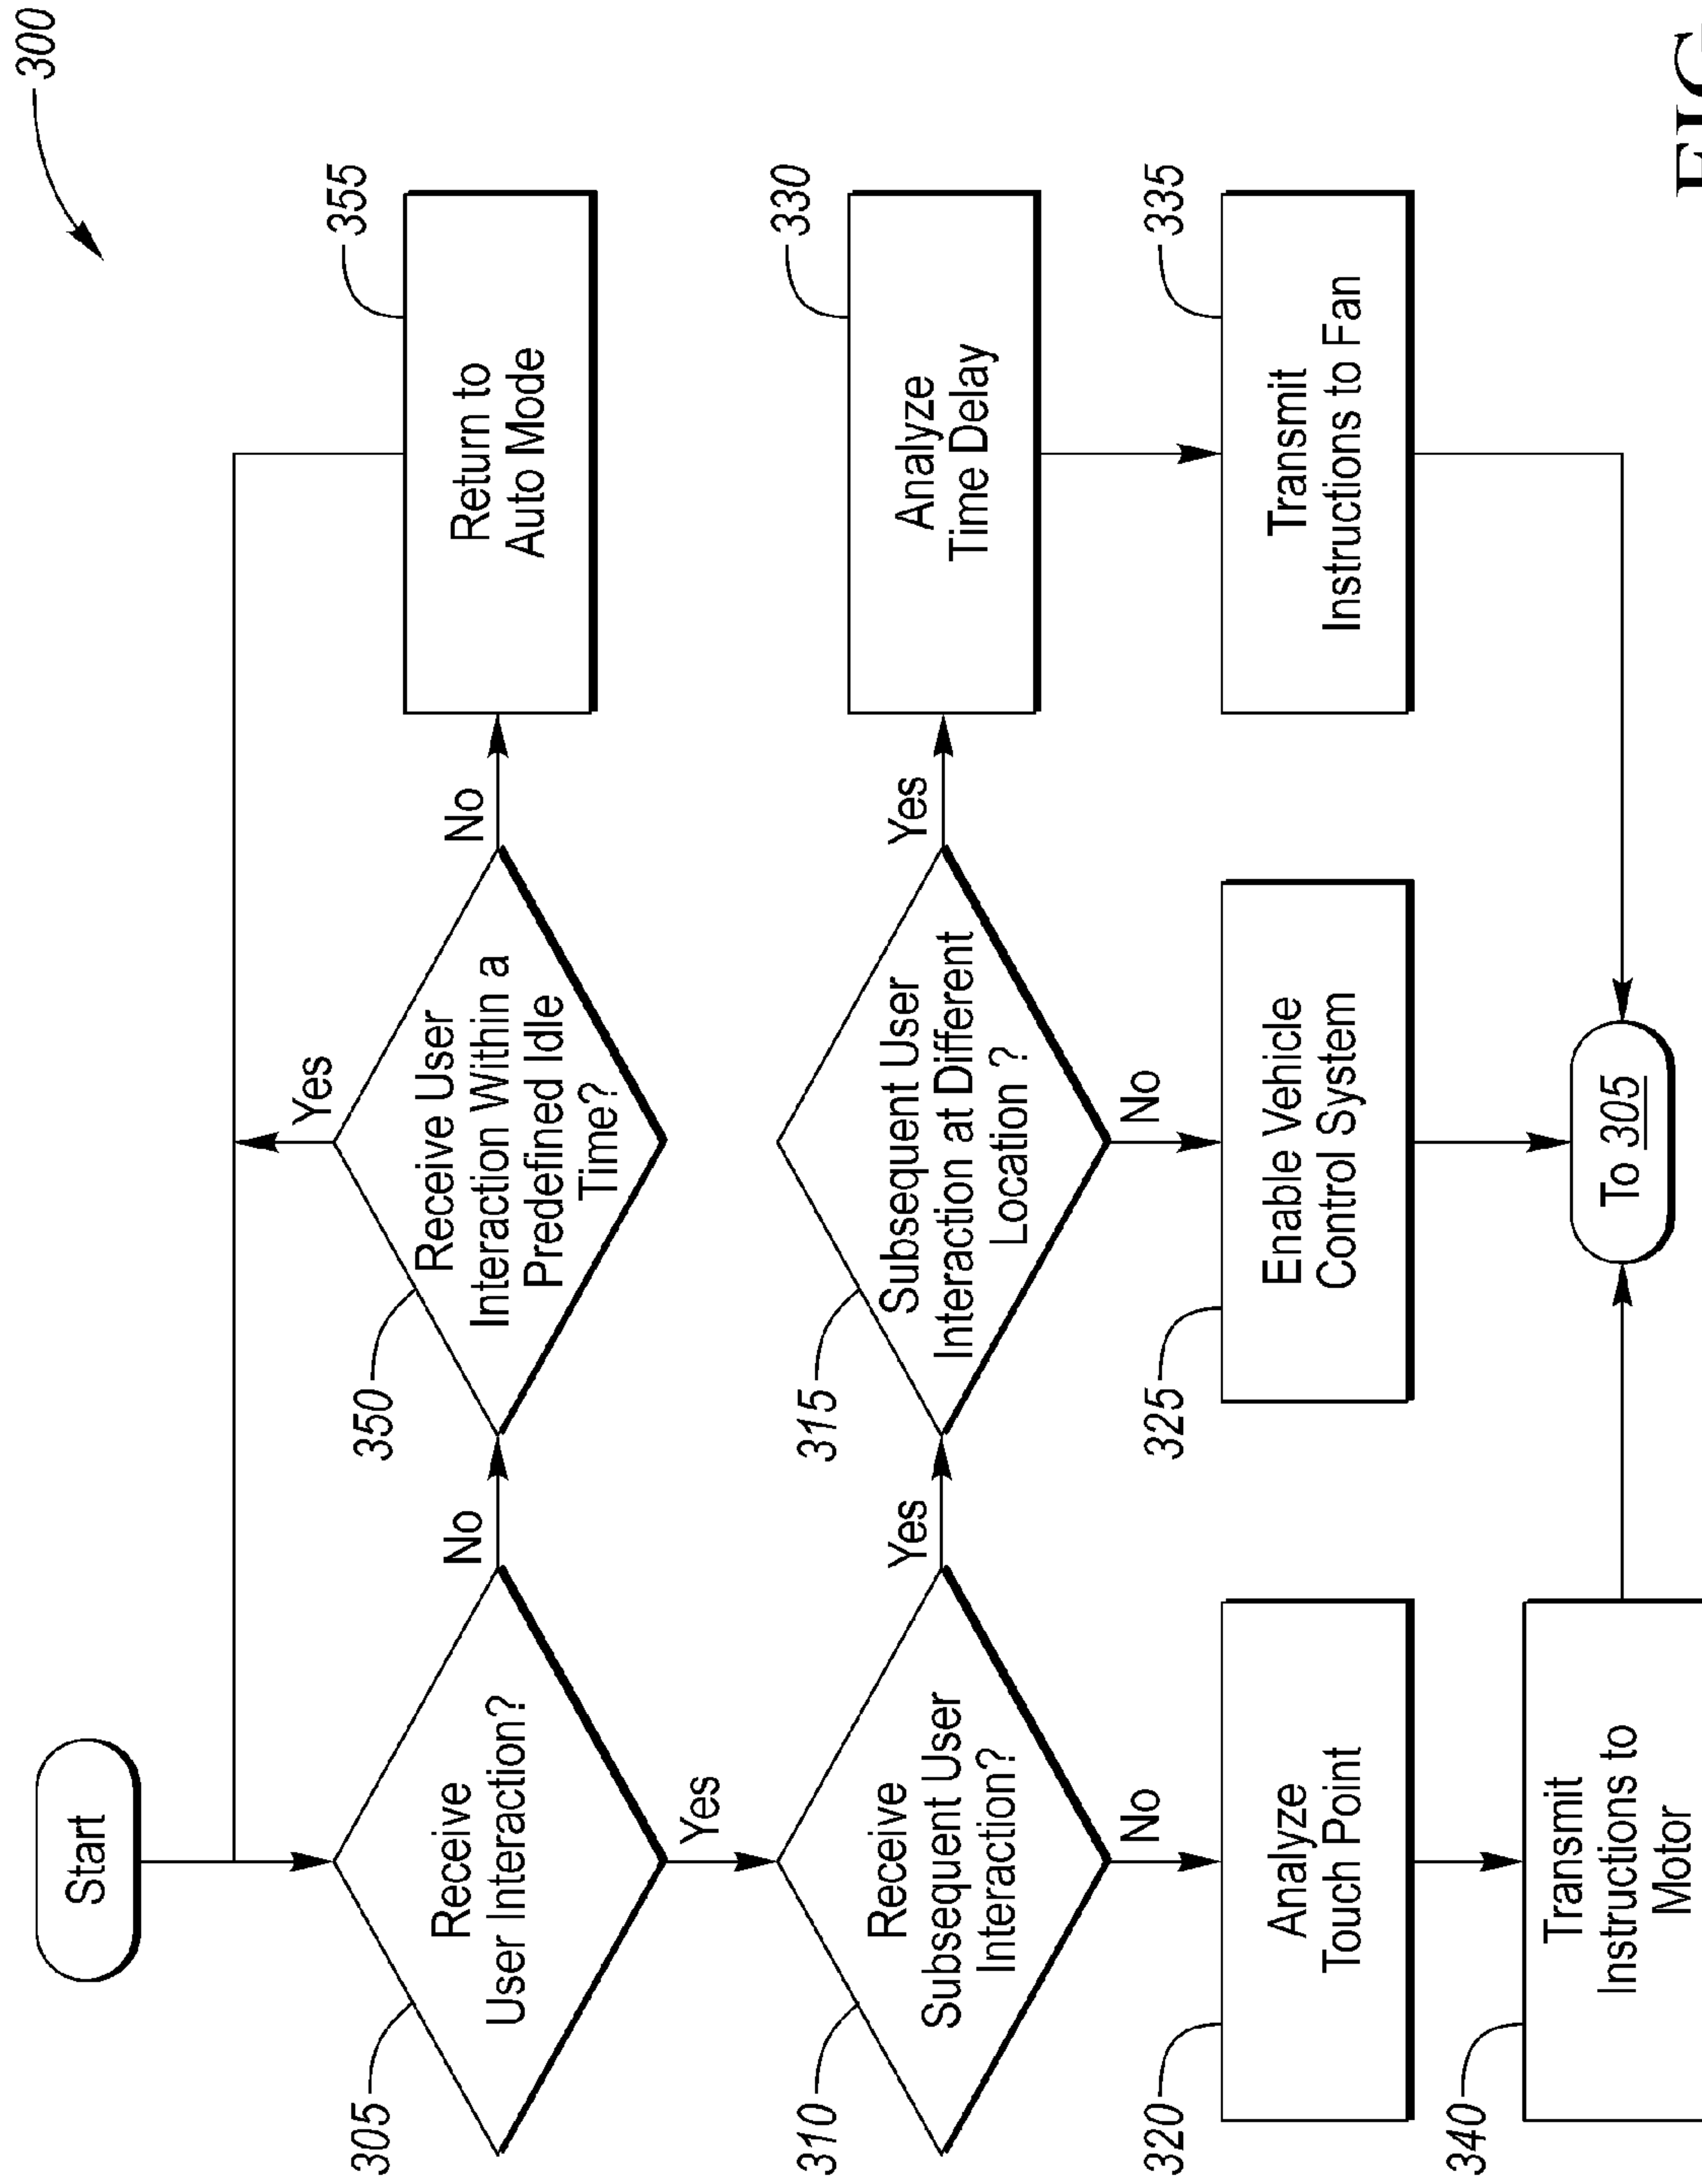 300
Start
305
Receive
User Interaction?
No
Yes
350
Receive User
Interaction Within a
Predefined Idle
Time?
Yes
No
355
Return to
Auto Mode
310
Receive
Subsequent User
Interaction?
Yes
No
315
Subsequent User
Interaction at Different
Location ?
Yes
No
330
Analyze
Time Delay
320
Analyze
Touch Point
325
Enable Vehicle
Control System
335
Transmit
Instructions to Fan
340
Transmit
Instructions to
Motor
To 305
FIG